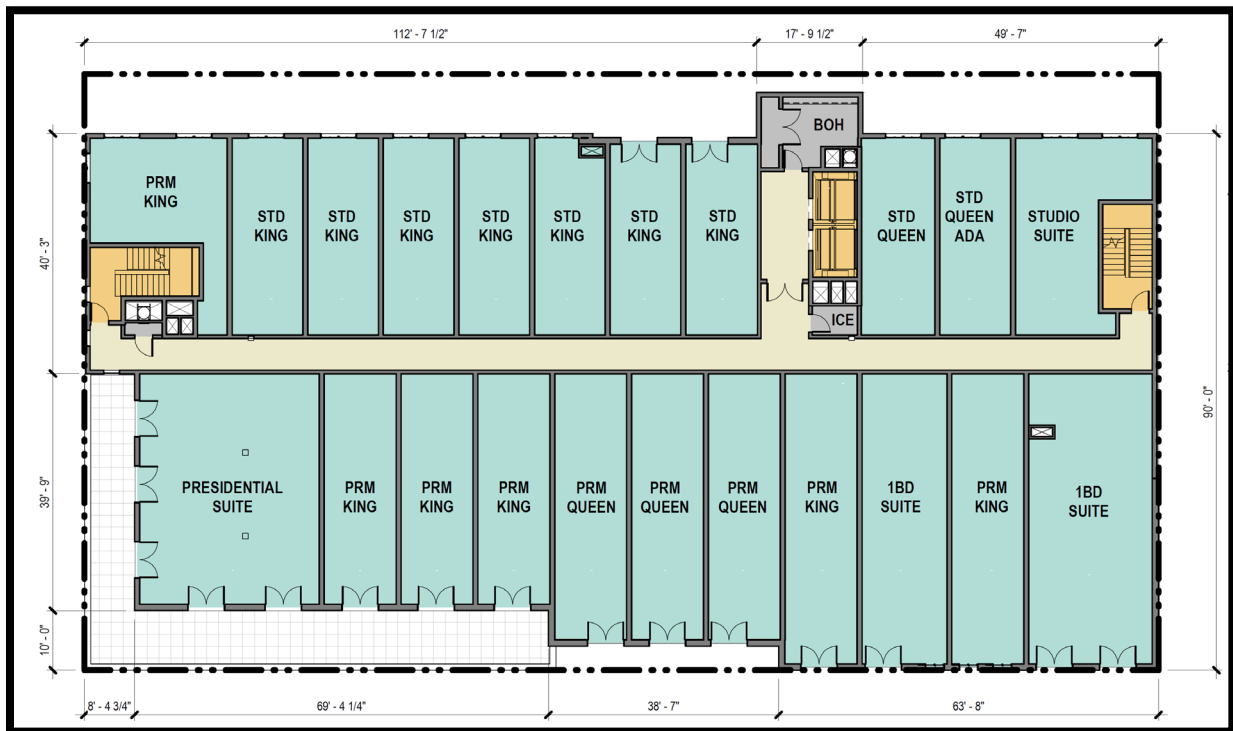 112' - 7 1/2"
17' - 9 1/2"
49' - 7"
BOH
PRM
KING
STD
KING
STD
KING
STD
KING
STD
KING
STD
KING
STD
KING
STD
KING
STD
QUEEN
STD
QUEEN
ADA
STUDIO
SUITE
40' - 3"
ICE
90' - 0"
PRESIDENTIAL
SUITE
PRM
KING
PRM
KING
PRM
KING
PRM
QUEEN
PRM
QUEEN
PRM
QUEEN
PRM
KING
1BD
SUITE
PRM
KING
1BD
SUITE
39' - 9"
10' - 0"
8' - 4 3/4"
69' - 4 1/4"
38' - 7"
63' - 8"